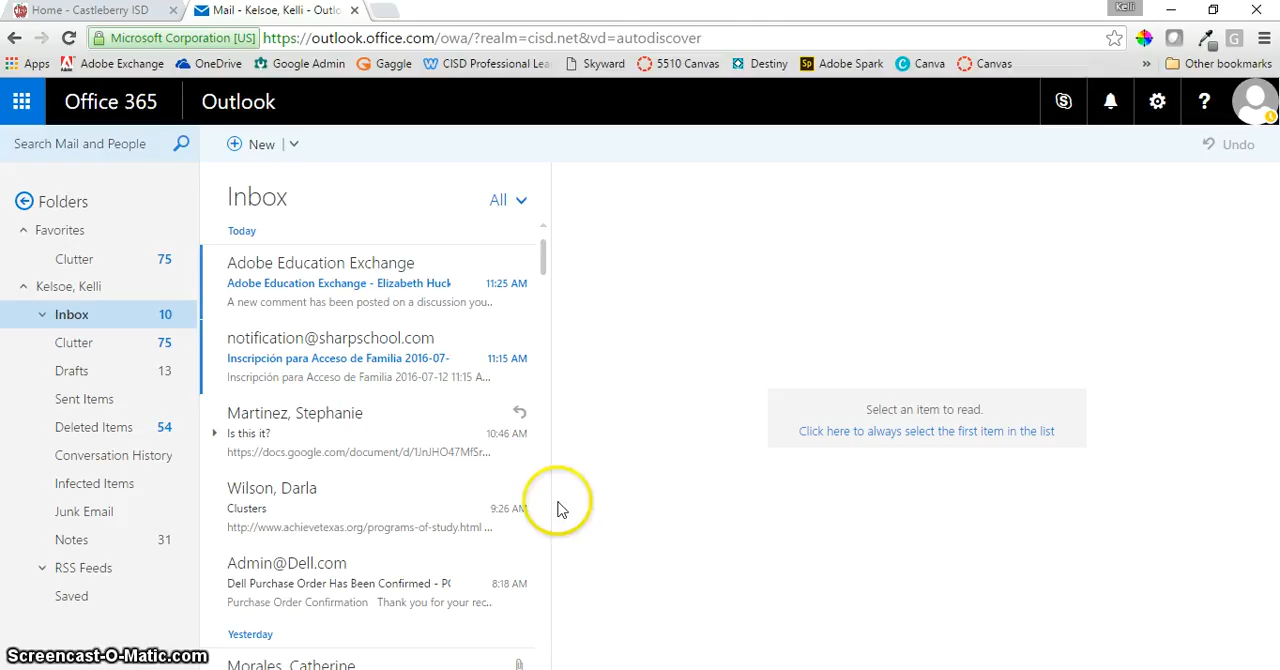 Home - Castleberry ISD
Mail - Kelsoe, Kelli - Outlo
Kelli
Microsoft Corporation [US]
https://outlook.office.com/owa/?realm=cisd.net&vd=autodiscover
Apps
Adobe Exchange
OneDrive
Google Admin
Gaggle
CISD Professional Lea
Skyward
5510 Canvas
Destiny
Sp
Adobe Spark
Canva
Canvas
»
Other bookmarks
Office 365
Outlook
Search Mail and People
New
Undo
Folders
Favorites
Clutter 75
Kelsoe, Kelli
Inbox 10
Clutter 75
Drafts 13
Sent Items
Deleted Items 54
Conversation History
Infected Items
Junk Email
Notes 31
RSS Feeds
Saved
Inbox
All
Today
Adobe Education Exchange
Adobe Education Exchange - Elizabeth Huck 11:25 AM
A new comment has been posted on a discussion you..
notification@sharpschool.com
Inscripción para Acceso de Familia 2016-07- 11:15 AM
Inscripción para Acceso de Familia 2016-07-12 11:15 A...
Martinez, Stephanie
Is this it? 10:46 AM
https://docs.google.com/document/d/1JnJHO47MfSr...
Wilson, Darla
Clusters 9:26 AM
http://www.achievetexas.org/programs-of-study.html ...
Admin@Dell.com
Dell Purchase Order Has Been Confirmed - PO 8:18 AM
Purchase Order Confirmation Thank you for your rec..
Yesterday
Morales, Catherine
Select an item to read.
Click here to always select the first item in the list
Screencast-O-Matic.com